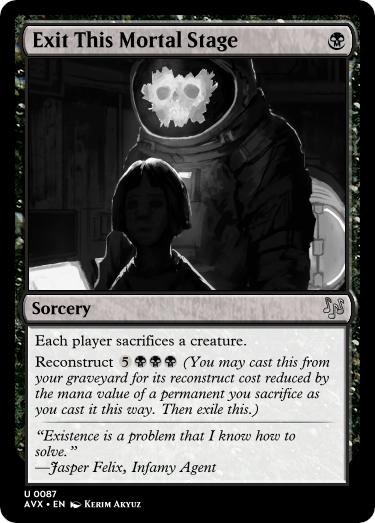 Exit This Mortal Stage
Sorcery
Each player sacrifices a creature.
Reconstruct 5 (You may cast this from
your graveyard for its reconstruct cost reduced by
the mana value of a permanent you sacrifice as
you cast it this way. Then exile this.)
“Existence is a problem that I know how to
solve.”
—Jasper Felix, Infamy Agent
U 0087
AVX • EN Kerim Akyuz